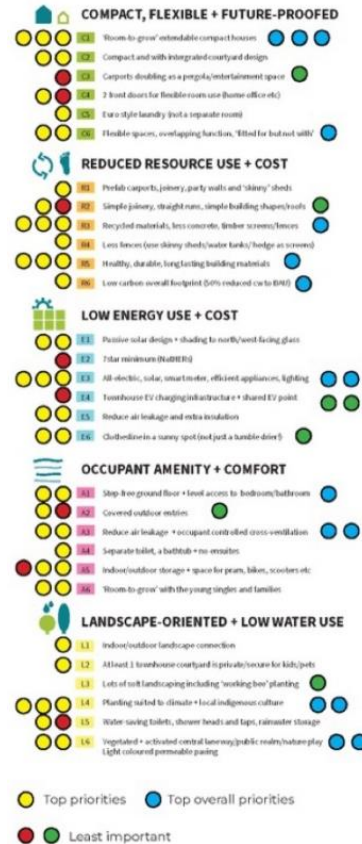 COMPACT, FLEXIBLE + FUTURE-PROOFED
C1 'Room-to-grow' extendable compact houses
C2 Compact and with intergrated courtyard design
C3 Carports doubling as a pergola/entertainment space
C4 2 front doors for flexible room use (home office etc)
C5 Euro style laundry (not a separate room)
C6 Flexible spaces, overlapping function, 'fitted for but not with'
REDUCED RESOURCE USE + COST
R1 Prefab carports, joinery, party walls and 'skinny' sheds
R2 Simple joinery, straight runs, simple building shapes/roofs
R3 Recycled materials, less concrete, timber screens/fences
R4 Less fences (use skinny sheds/water tanks/ hedge as screens)
R5 Healthy, durable, long lasting building materials
R6 Low carbon overall footprint (50% reduced cw to BAU)
LOW ENERGY USE + COST
E1 Passive solar design + shading to north/west-facing glass
E2 7star minimum (NatHERs)
E3 All-electric, solar, smart meter, efficient appliances, lighting
E4 Townhouse EV charging infrastructure + shared EV point
E5 Reduce air leakage and extra insulation
E6 Clothesline in a sunny spot (not just a tumble drier!)
OCCUPANT AMENITY + COMFORT
A1 Step-free ground floor + level access to bedroom/bathroom
A2 Covered outdoor entries
A3 Reduce air leakage + occupant controlled cross-ventilation
A4 Separate toilet, a bathtub + no ensuites
A5 Indoor/outdoor storage + space for pram, bikes, scooters etc
A6 'Room-to-grow' with the young singles and families
LANDSCAPE-ORIENTED + LOW WATER USE
L1 Indoor/outdoor landscape connection
L2 At least 1 townhouse courtyard is private/secure for kids/pets
L3 Lots of soft landscaping including 'working bee' planting
L4 Planting suited to climate + local indigenous culture
L5 Water-saving toilets, shower heads and taps, rainwater storage
L6 Vegetated + activated central laneway/public realm/nature play
Light coloured permeable paving
Top priorities Top overall priorities
Least important